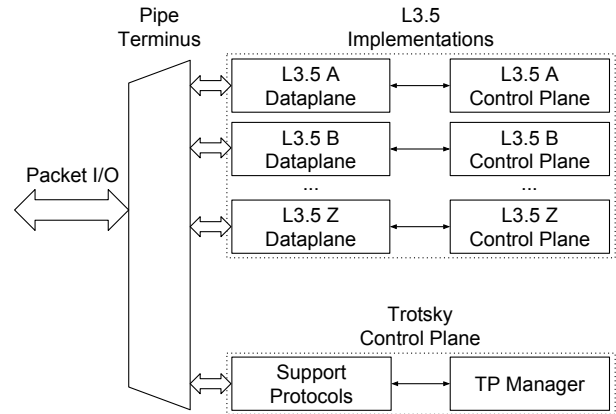 Pipe
Terminus
L3.5
Implementations
L3.5 A
Dataplane
L3.5 A
Control Plane
L3.5 B
Dataplane
L3.5 B
Control Plane
...
...
Packet I/O
L3.5 Z
Dataplane
L3.5 Z
Control Plane
Trotsky
Control Plane
Support
Protocols
TP Manager